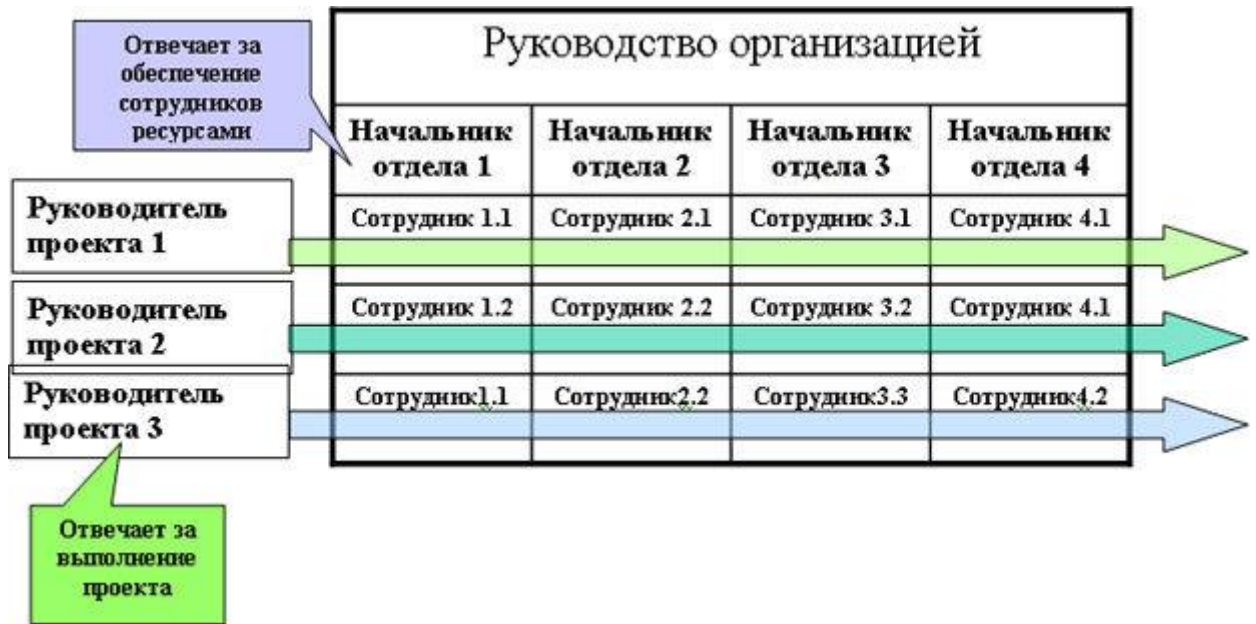 Отвечает за
обеспечение
сотрудников
ресурсами
Руководство организацией
Начальник
отдела 1
Начальник
отдела 2
Начальник
отдела 3
Начальник
отдела 4
Руководитель
проекта 1
Сотрудник 1.1
Сотрудник 2.1
Сотрудник 3.1
Сотрудник 4.1
Руководитель
проекта 2
Сотрудник 1.2
Сотрудник 2.2
Сотрудник 3.2
Сотрудник 4.1
Руководитель
проекта 3
Сотрудник1.1
Сотрудник2.2
Сотрудник3.3
Сотрудник4.2
Отвечает за
выполнение
проекта